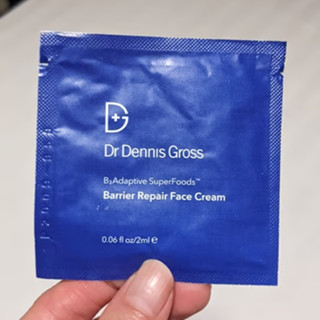 Dr Dennis Gross
B₃Adaptive SuperFoods™
Barrier Repair Face Cream
0.06 fl oz/2ml e